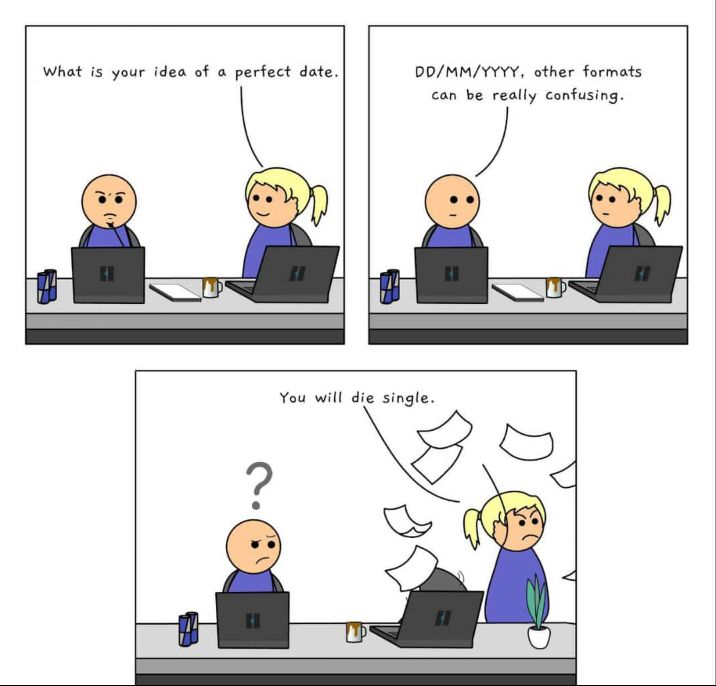 What is your idea of a perfect date.
DD/MM/YYYY, other formats
can be really confusing.
You will die single.
?